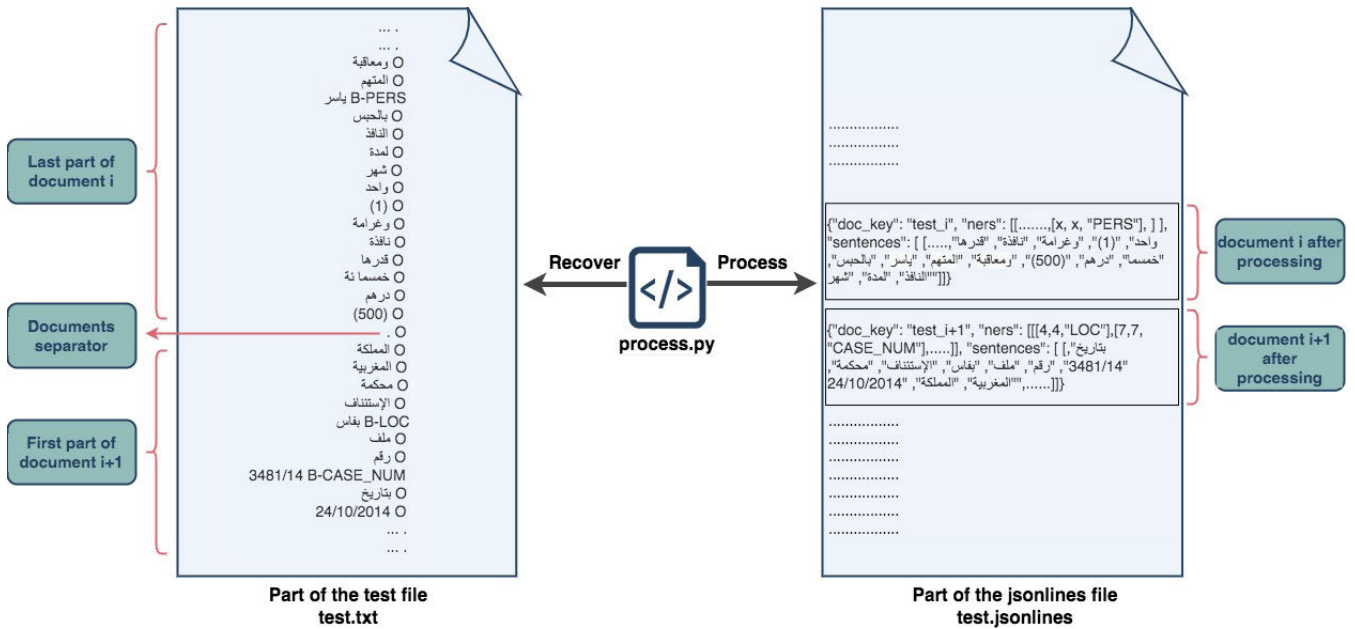 ... .
... .
ومعاقبة O
المتهم O
ياسر B-PERS
بالحبس O
النافذ O
لمدة O
شهر O
واحد O
(1) O
وغرامة O
نافذة O
قدرها O
خمسما ئة O
درهم O
(500) O
. O
المملكة O
المغربية O
محكمة O
الإستئناف O
بفاس B-LOC
ملف O
رقم O
3481/14 B-CASE_NUM
بتاريخ O
24/10/2014 O
... .
... .
Last part of
document i
Documents
separator
First part of
document i+1
Part of the test file
test.txt
Recover
Process
</>
process.py
................
................
................
{"doc_key": "test_i", "ners": [[.......,[x, x, "PERS"], ] ],
"sentences": [ [.....,"واحد", "(1)", "وغرامة", "نافذة", "قدرها
"خمسما", "درهم", "(500)", "ومعاقبة", "المتهم", "ياسر", "بالحبس",
"النافذ", "لمدة", "شهر""]]}
{"doc_key": "test_i+1", "ners": [[[4,4,"LOC"],[7,7,
"CASE_NUM"],.....]], "sentences": [ [,"بتاريخ
"3481/14", "رقم", "ملف", "بفاس", "الإستئناف", "محكمة",
24/10/2014" ,"المغربية", "المملكة"",......]]}
................
................
................
................
................
................
................
document i after
processing
document i+1
after
processing
Part of the jsonlines file
test.jsonlines